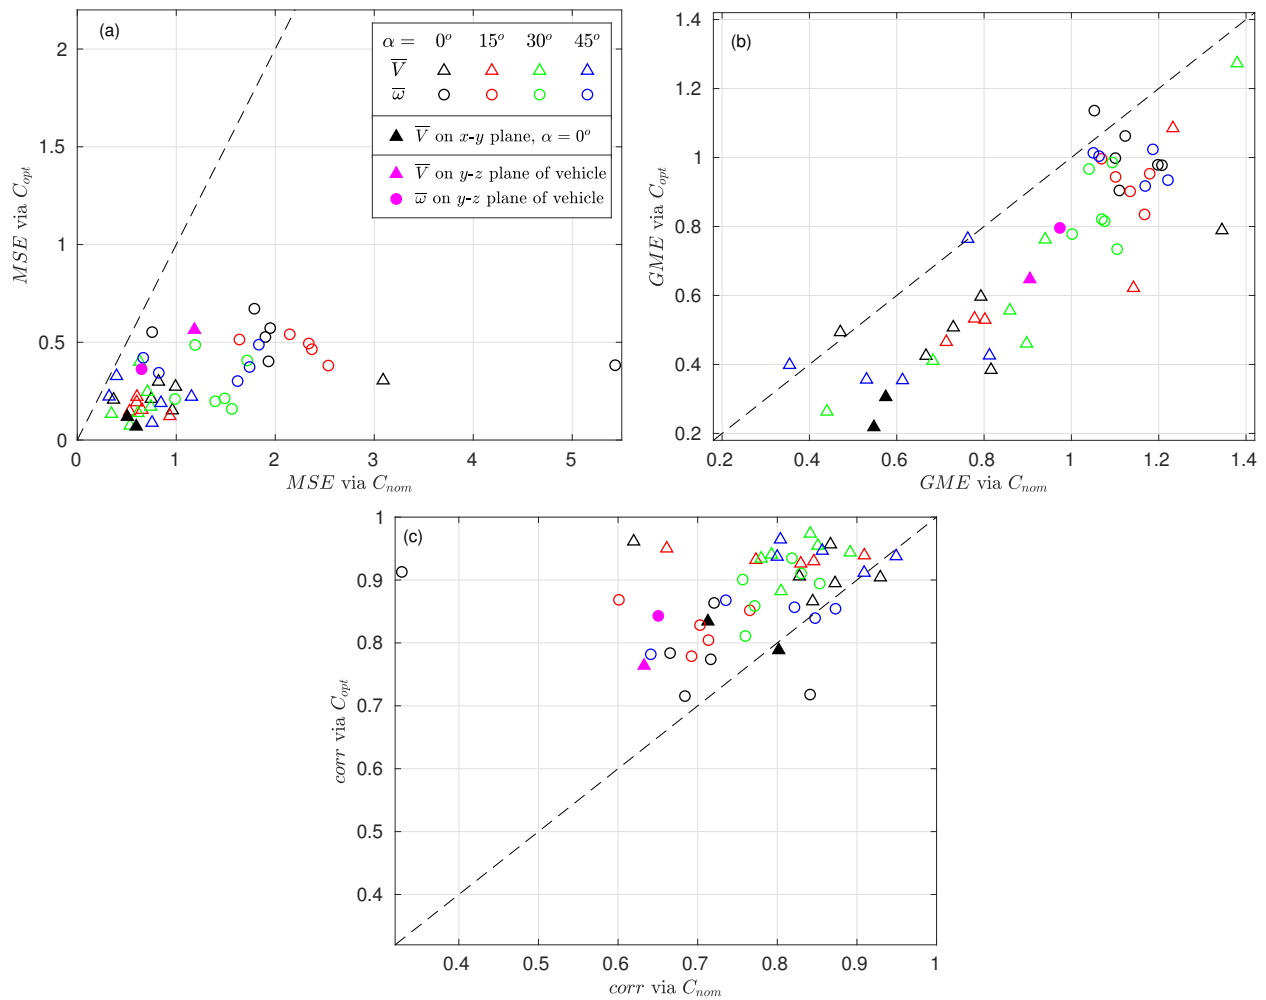 (a)
2
1.5
1
0.5
0
0
1
2
3
4
5
MSE via C_opt
MSE via C_nom
α = 0° 15° 30° 45°
V̅
ω̅
V̅ on x-y plane, α = 0°
V̅ on y-z plane of vehicle
ω̅ on y-z plane of vehicle
(b)
1.4
1.2
1
0.8
0.6
0.4
0.2
0.2
0.4
0.6
0.8
1
1.2
1.4
GME via C_opt
GME via C_nom
(c)
1
0.9
0.8
0.7
0.6
0.5
0.4
0.4
0.5
0.6
0.7
0.8
0.9
1
corr via C_opt
corr via C_nom